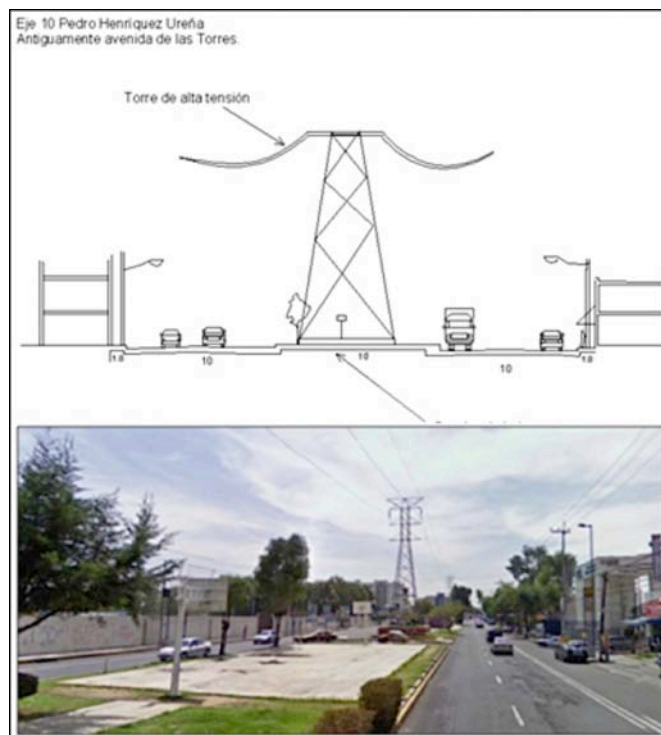 Eje 10 Pedro Henríquez Ureña
Antiguamente avenida de las Torres.
Torre de alta tensión
1.8 10 10 10 1.8